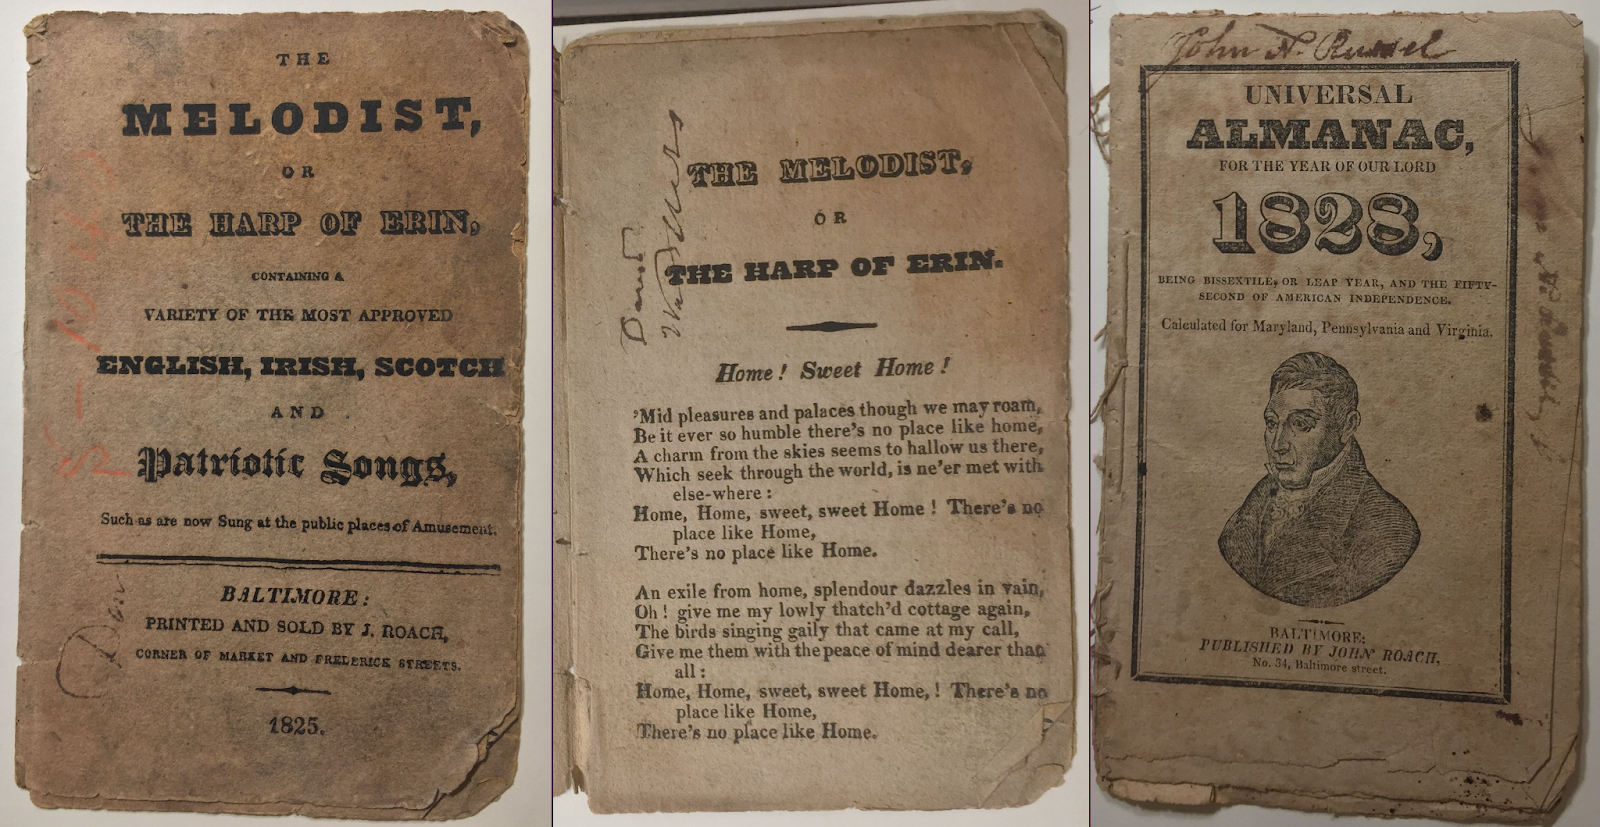 THE
MELODIST,
OR
THE HARP OF ERIN,
CONTAINING A
VARIETY OF THE MOST APPROVED
ENGLISH, IRISH, SCOTCH
AND
Patriotic Songs,
Such as are now Sung at the public places of Amusement.
BALTIMORE:
PRINTED AND SOLD BY J. ROACH,
CORNER OF MARKET AND FREDERICK STREETS.
1825.
THE MELODIST,
OR
THE HARP OF ERIN.
Home! Sweet Home!
'Mid pleasures and palaces though we may roam,
Be it ever so humble there's no place like home,
A charm from the skies seems to hallow us there,
Which seek through the world, is ne'er met with
else-where:
Home, Home, sweet, sweet Home! There's no
place like Home,
There's no place like Home.
An exile from home, splendour dazzles in vain,
Oh! give me my lowly thatch'd cottage again,
The birds singing gaily that came at my call,
Give me them with the peace of mind dearer than
all:
Home, Home, sweet, sweet Home,! There's no
place like Home,
There's no place like Home.
John N. Russel
UNIVERSAL
ALMANAC,
FOR THE YEAR OF OUR LORD
1828,
BEING BISSEXTILE, OR LEAP YEAR, AND THE FIFTY-
SECOND OF AMERICAN INDEPENDENCE.
Calculated for Maryland, Pennsylvania and Virginia.
BALTIMORE:
PUBLISHED BY JOHN ROACH,
No. 34, Baltimore street.